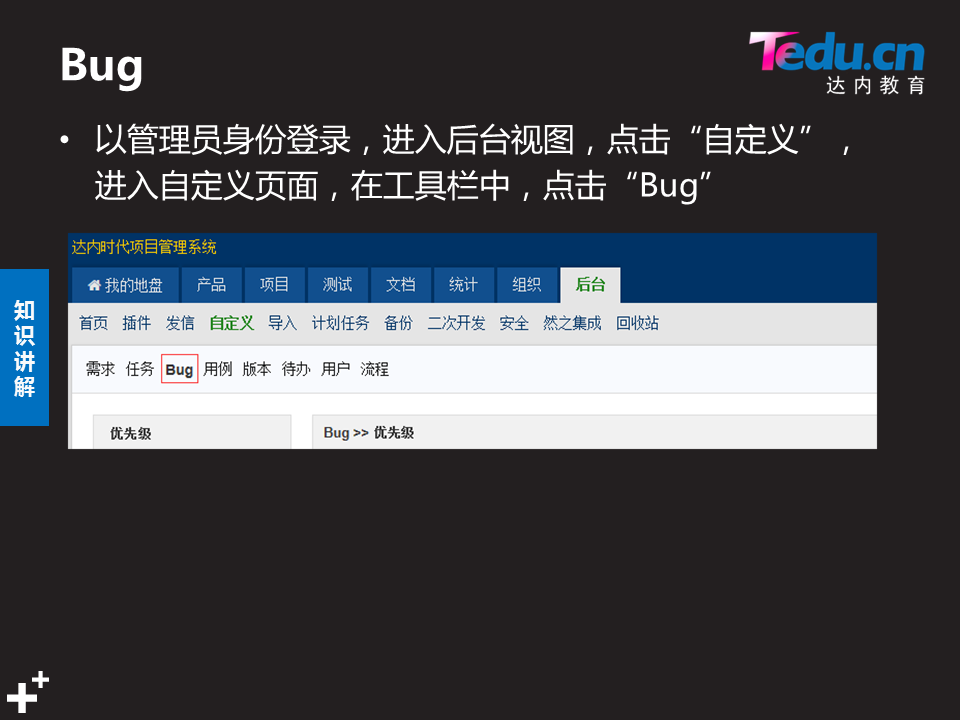 Bug
Tedu.cn
达内教育
• 以管理员身份登录，进入后台视图，点击“自定义”，
进入自定义页面，在工具栏中，点击“Bug”
知识讲解
达内时代项目管理系统
我的地盘 产品 项目 测试 文档 统计 组织 后台
首页 插件 发信 自定义 导入 计划任务 备份 二次开发 安全 然之集成 回收站
需求 任务 Bug 用例 版本 待办 用户 流程
优先级 Bug >> 优先级